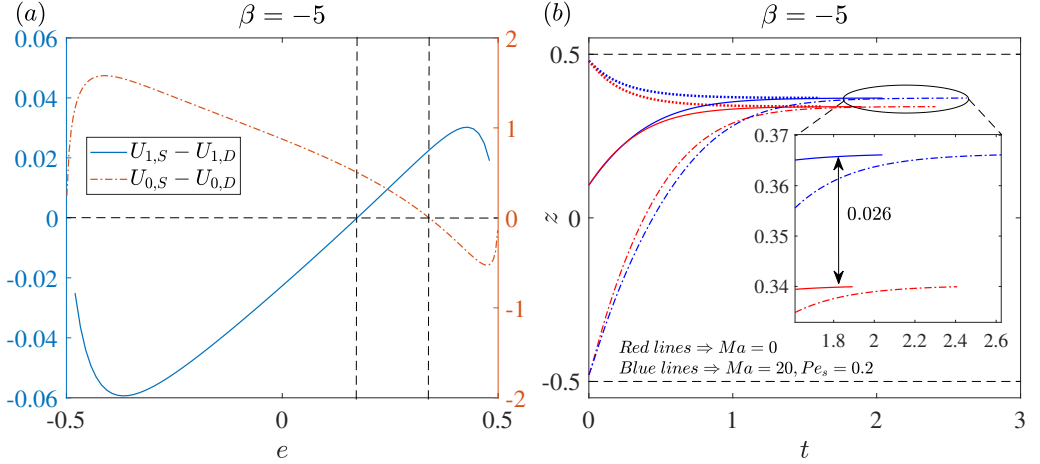 (a)
β = −5
0.06
0.04
0.02
0
-0.02
-0.04
-0.06
2
1
0
-1
-2
U₁,S − U₁,D
U₀,S − U₀,D
-0.5
0
0.5
e
(b)
β = −5
z
0.5
0
-0.5
0.37
0.36
0.35
0.34
0.026
1.8
2
2.2
2.4
2.6
Red lines ⇒ Ma = 0
Blue lines ⇒ Ma = 20, Peₛ = 0.2
0
1
2
3
t